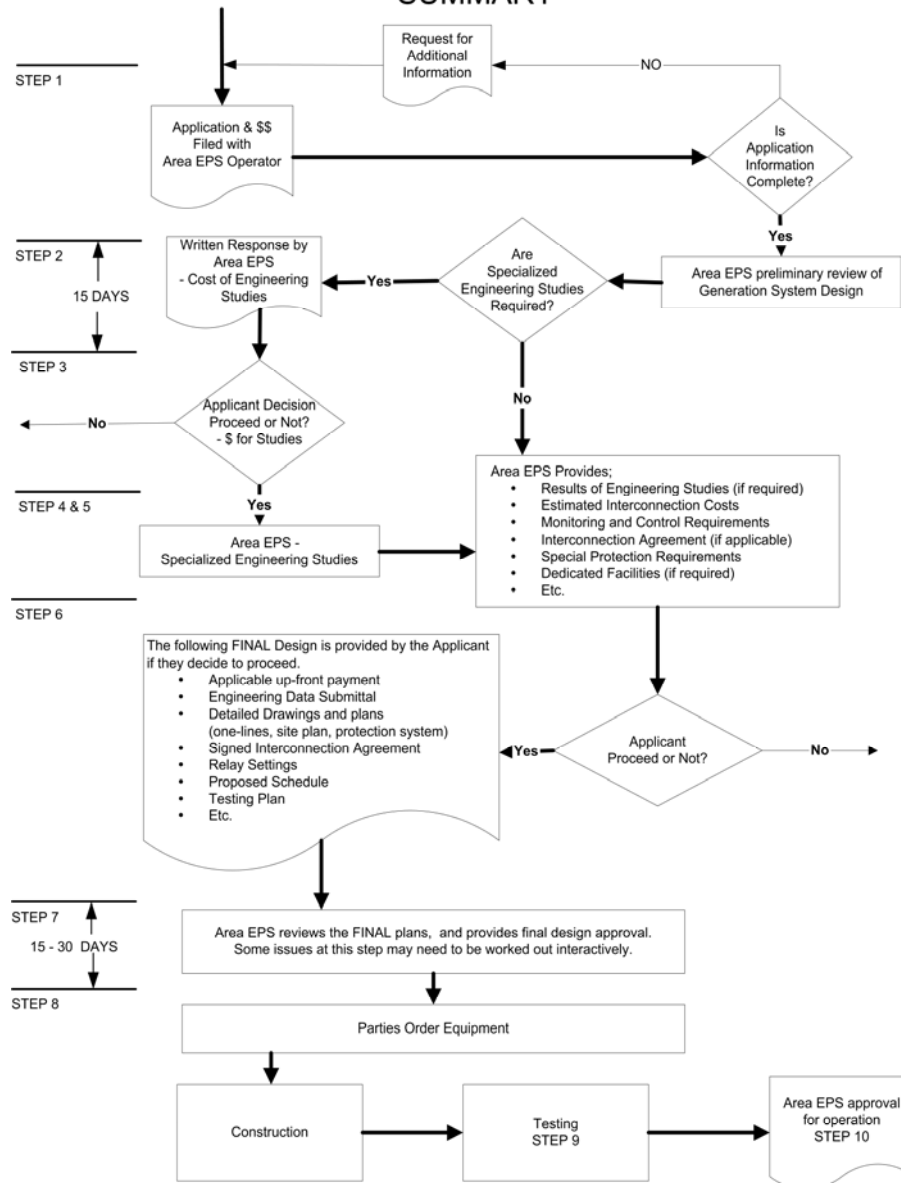 SUMMARY
Request for
Additional
Information
NO
STEP 1
Application & $$
Filed with
Area EPS Operator
Is
Application
Information
Complete?
Yes
STEP 2
15 DAYS
Written Response by
Area EPS
- Cost of Engineering
Studies
Yes
Are
Specialized
Engineering Studies
Required?
Area EPS preliminary review of
Generation System Design
STEP 3
No
Applicant Decision
Proceed or Not?
- $ for Studies
No
Yes
STEP 4 & 5
Area EPS -
Specialized Engineering Studies
Area EPS Provides;
• Results of Engineering Studies (if required)
• Estimated Interconnection Costs
• Monitoring and Control Requirements
• Interconnection Agreement (if applicable)
• Special Protection Requirements
• Dedicated Facilities (if required)
• Etc.
STEP 6
The following FINAL Design is provided by the Applicant
if they decide to proceed.
• Applicable up-front payment
• Engineering Data Submittal
• Detailed Drawings and plans
(one-lines, site plan, protection system)
• Signed Interconnection Agreement
• Relay Settings
• Proposed Schedule
• Testing Plan
• Etc.
Yes
Applicant
Proceed or Not?
No
STEP 7
15 - 30 DAYS
Area EPS reviews the FINAL plans, and provides final design approval.
Some issues at this step may need to be worked out interactively.
STEP 8
Parties Order Equipment
Construction
Testing
STEP 9
Area EPS approval
for operation
STEP 10